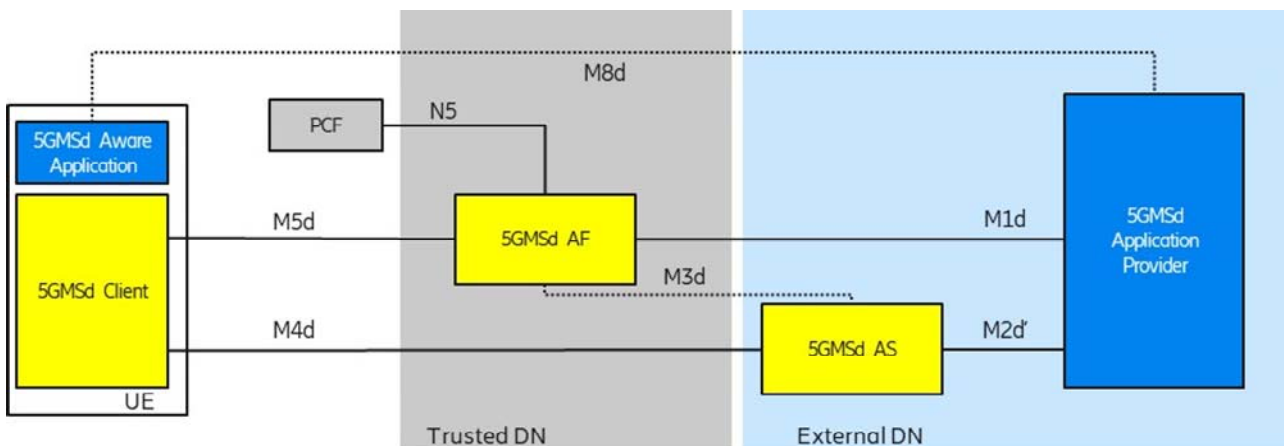 M8d
PCF
N5
5GMSd Aware
Application
M5d
5GMSd AF
M1d
5GMSd
Application
Provider
5GMSd Client
M3d
M4d
5GMSd AS
M2d'
UE
Trusted DN
External DN